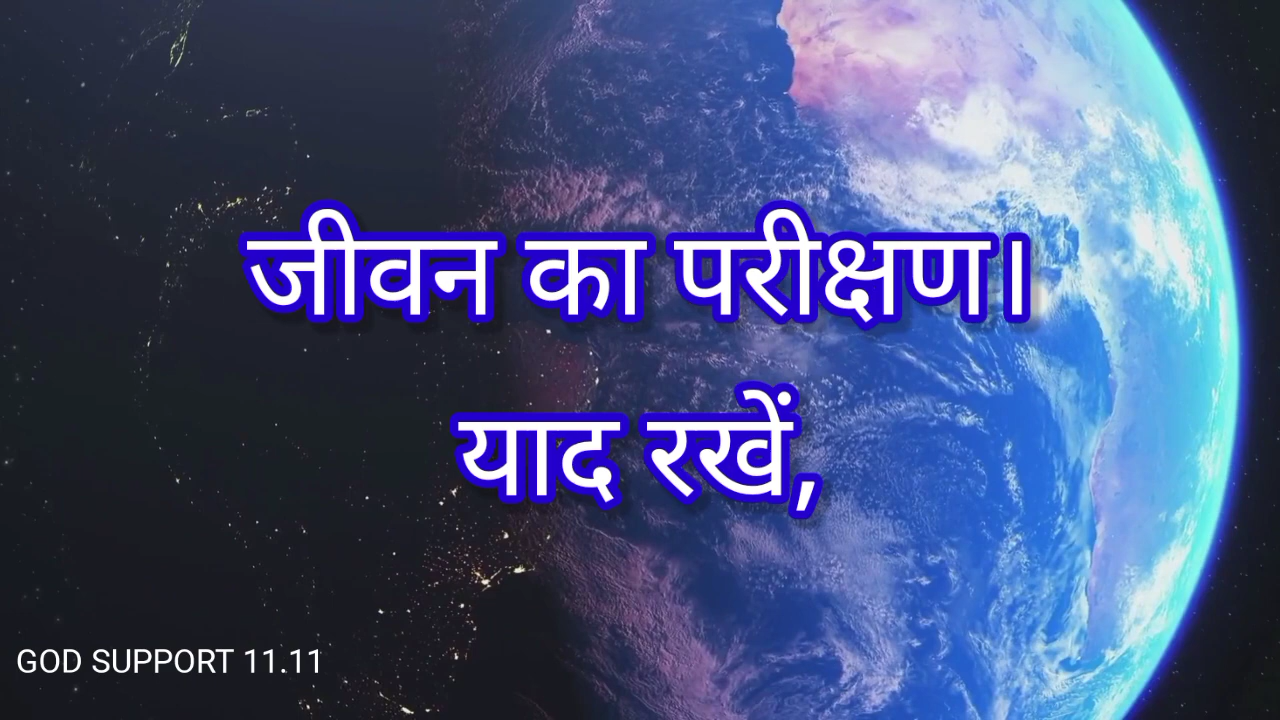 जीवन का परीक्षण।
याद रखें,
GOD SUPPORT 11.11